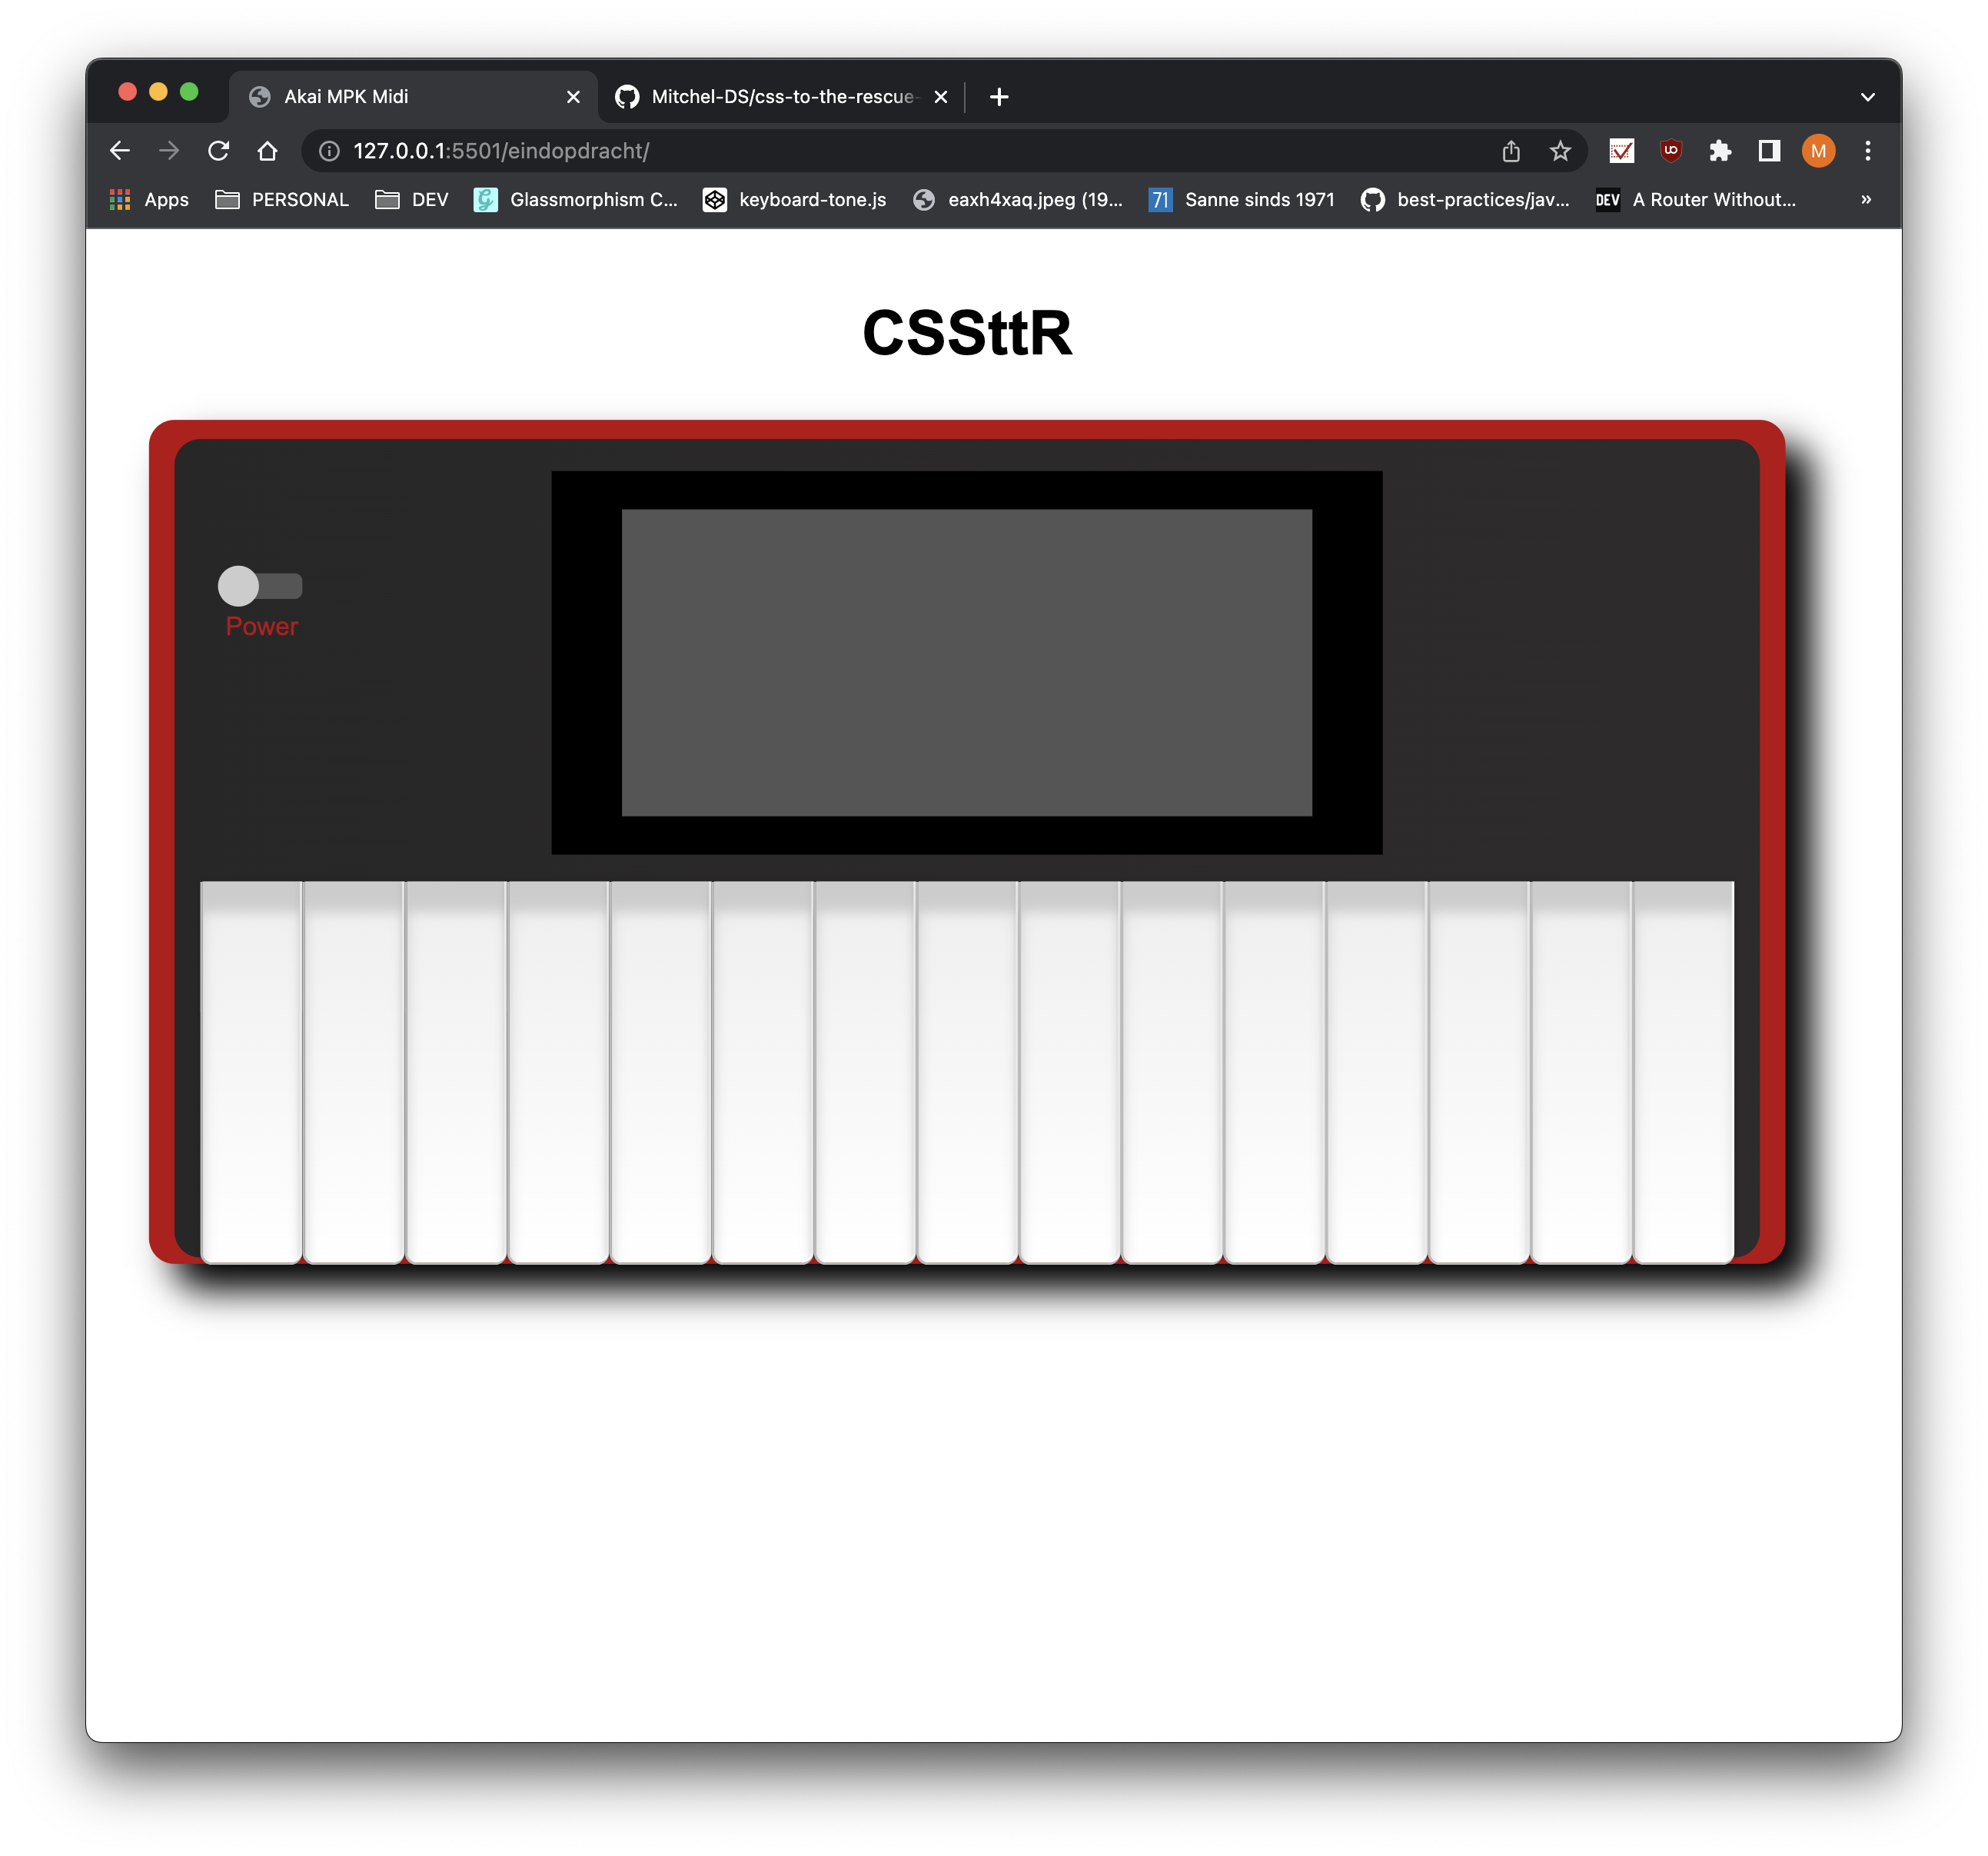 Akai MPK Midi
Mitchel-DS/css-to-the-rescue-
127.0.0.1:5501/eindopdracht/
M
Apps
PERSONAL
DEV
Glassmorphism C...
keyboard-tone.js
eaxh4xaq.jpeg (19...
71
Sanne sinds 1971
best-practices/jav...
DEV
A Router Without...
»
CSSttR
Power